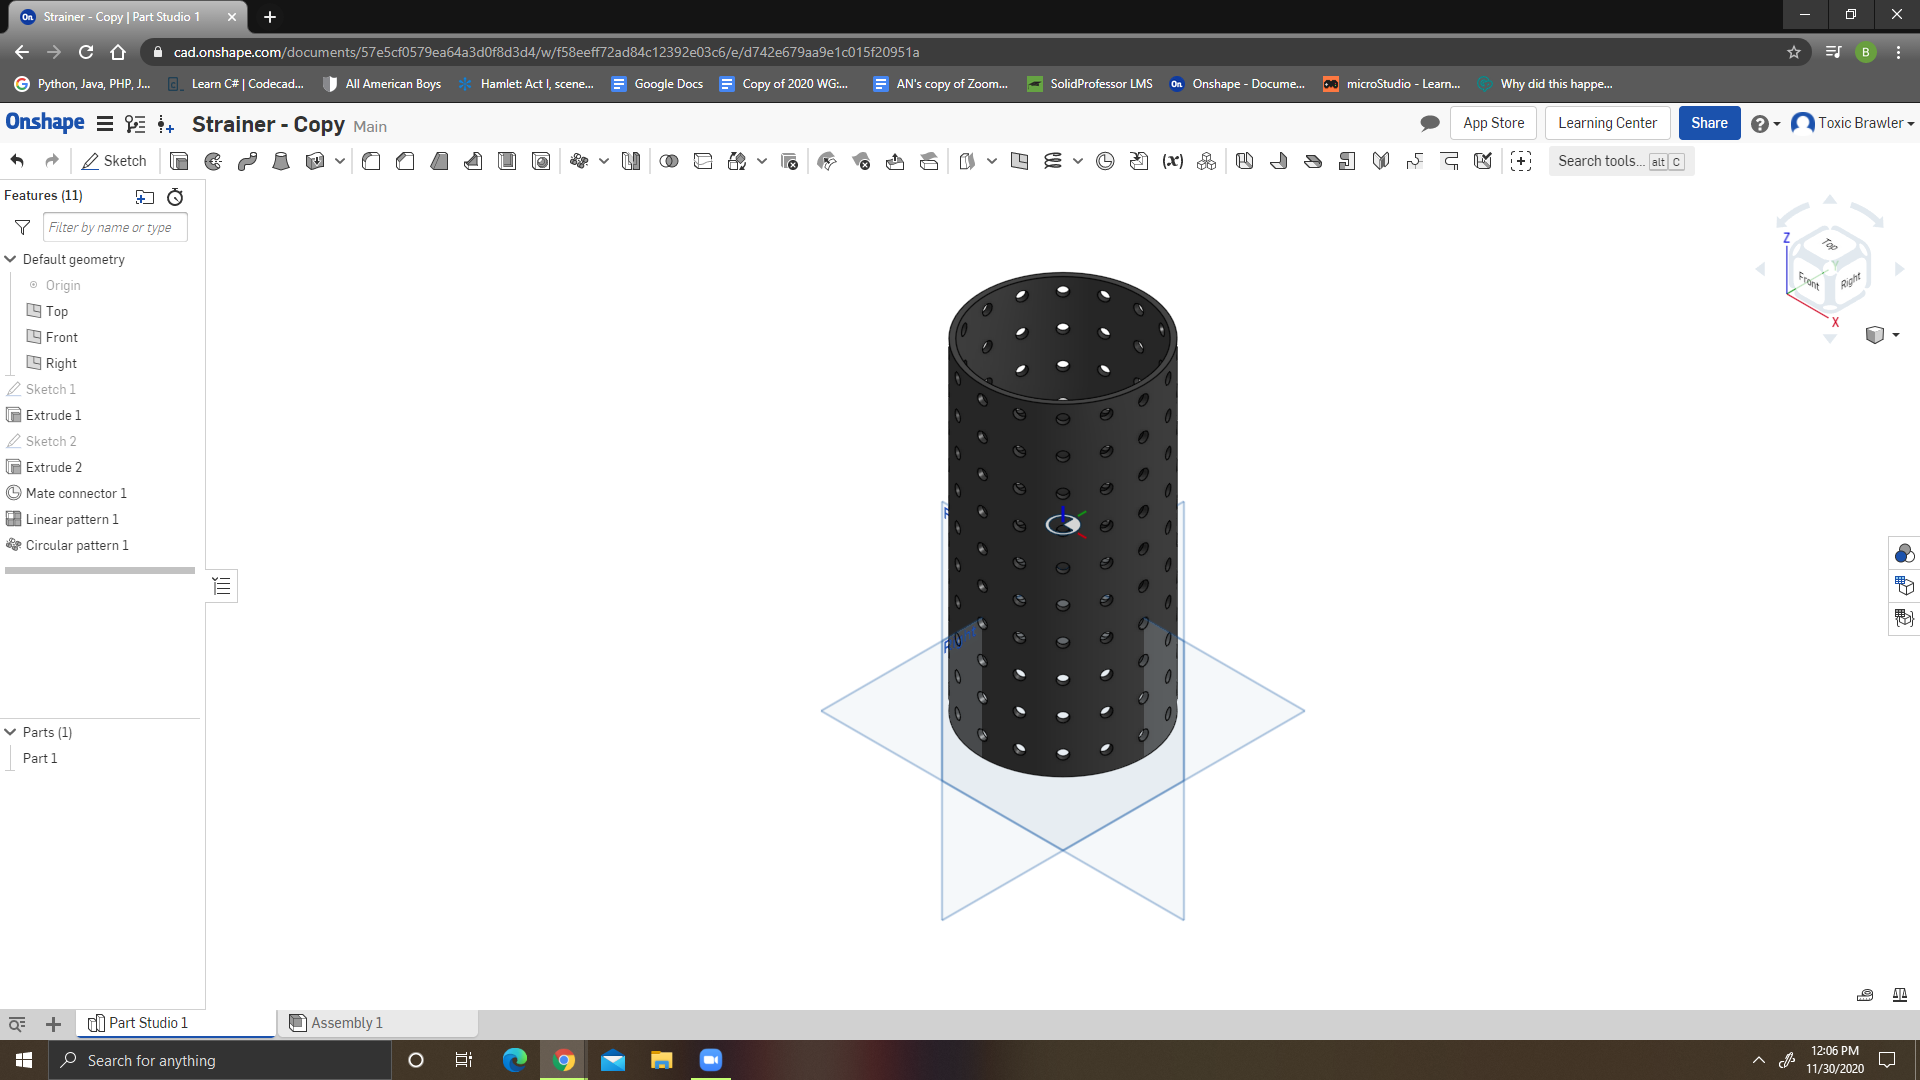 Strainer - Copy | Part Studio 1
cad.onshape.com/documents/57e5cf0579ea64a3d0f8d3d4/w/f58eeff72ad84c12392e03c6/e/d742e679aa9e1c015f20951a
B
Python, Java, PHP, J...
Learn C# | Codecad...
All American Boys
Hamlet: Act I, scene...
Google Docs
Copy of 2020 WG:...
AN's copy of Zoom...
SolidProfessor LMS
Onshape - Docume...
microStudio - Learn...
Why did this happe...
Onshape
Strainer - Copy Main
App Store
Learning Center
Share
Toxic Brawler
Sketch
Search tools... alt C
Features (11)
Filter by name or type
Default geometry
Origin
Top
Front
Right
Sketch 1
Extrude 1
Sketch 2
Extrude 2
Mate connector 1
Linear pattern 1
Circular pattern 1
Parts (1)
Part 1
Z
Top
Y
Front
Right
X
Part Studio 1
Assembly 1
Search for anything
12:06 PM
11/30/2020